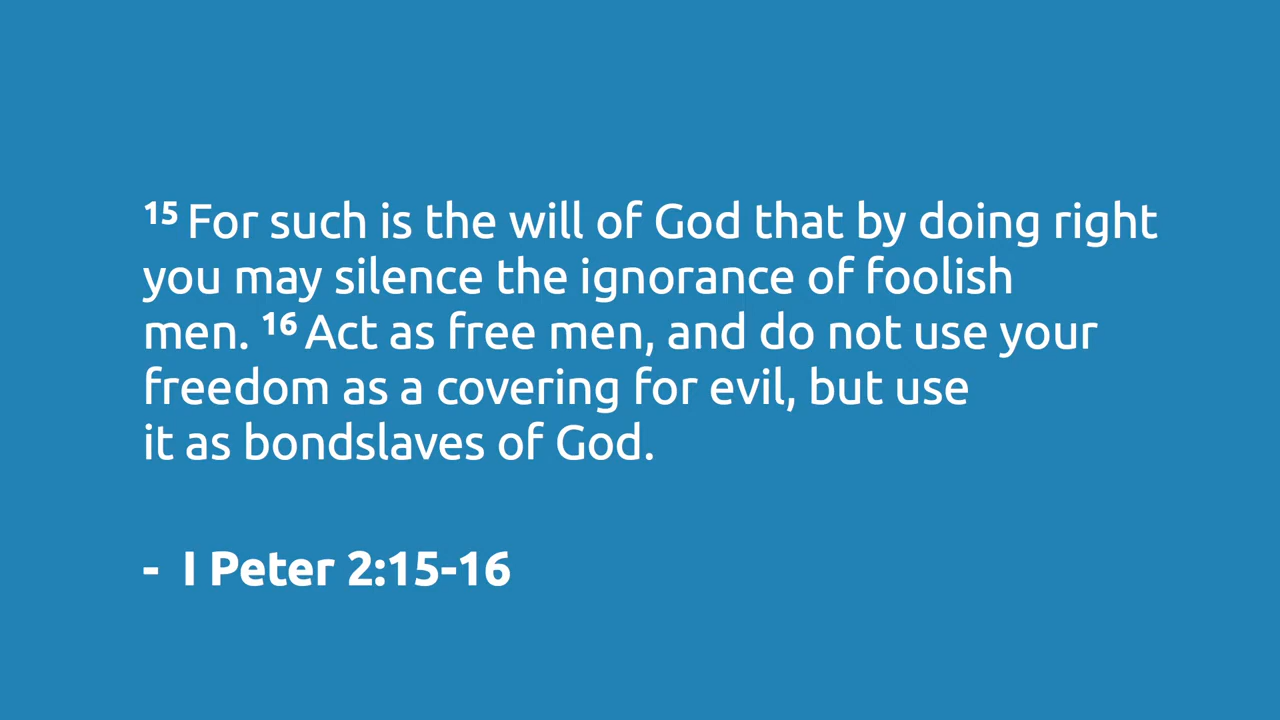 15 For such is the will of God that by doing right
you may silence the ignorance of foolish
men. 16 Act as free men, and do not use your
freedom as a covering for evil, but use
it as bondslaves of God.
- I Peter 2:15-16